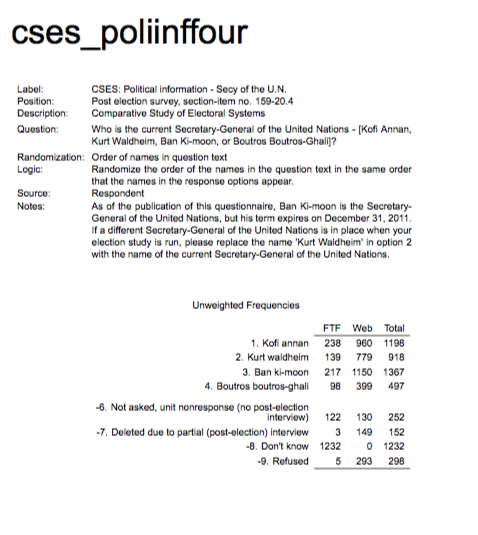 cses_poliinffour
Label: CSES: Political information - Secy of the U.N.
Position: Post election survey, section-item no. 159-20.4
Description: Comparative Study of Electoral Systems
Question: Who is the current Secretary-General of the United Nations - [Kofi Annan,
Kurt Waldheim, Ban Ki-moon, or Boutros Boutros-Ghali]?
Randomization: Order of names in question text
Logic: Randomize the order of the names in the question text in the same order
that the names in the response options appear.
Source: Respondent
Notes: As of the publication of this questionnaire, Ban Ki-moon is the Secretary-
General of the United Nations, but his term expires on December 31, 2011.
If a different Secretary-General of the United Nations is in place when your
election study is run, please replace the name 'Kurt Waldheim' in option 2
with the name of the current Secretary-General of the United Nations.
Unweighted Frequencies
FTF Web Total
1. Kofi annan 238 960 1198
2. Kurt waldheim 139 779 918
3. Ban ki-moon 217 1150 1367
4. Boutros boutros-ghali 98 399 497
-6. Not asked, unit nonresponse (no post-election
interview) 122 130 252
-7. Deleted due to partial (post-election) interview 3 149 152
-8. Don't know 1232 0 1232
-9. Refused 5 293 298